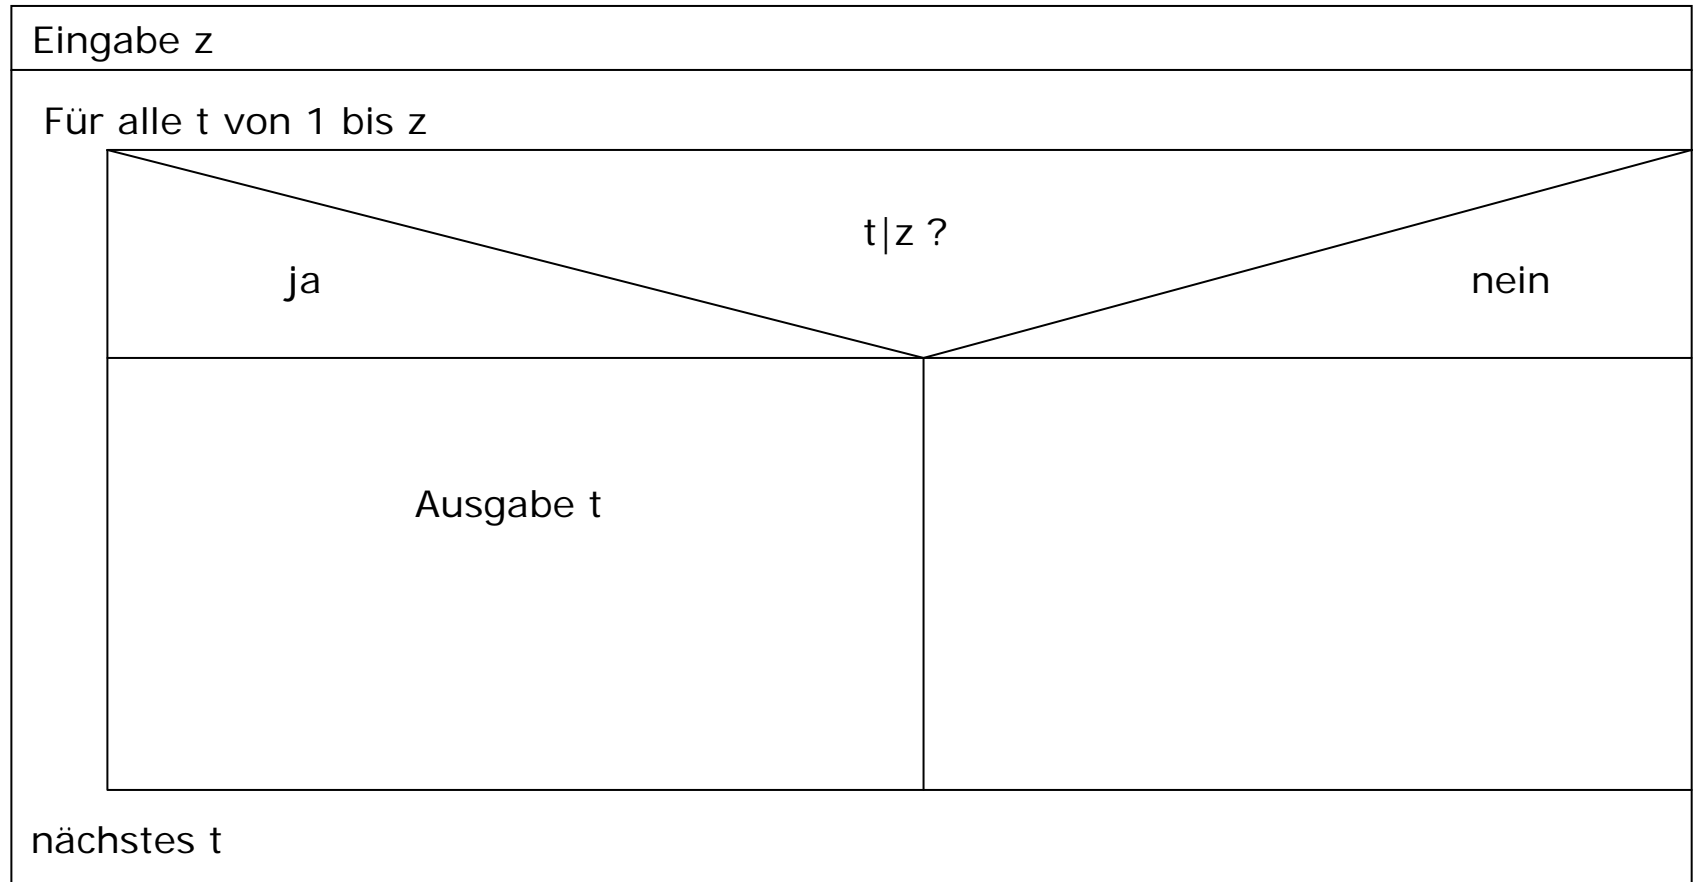 Eingabe z
Für alle t von 1 bis z
t|z ?
ja
nein
Ausgabe t
nächstes t